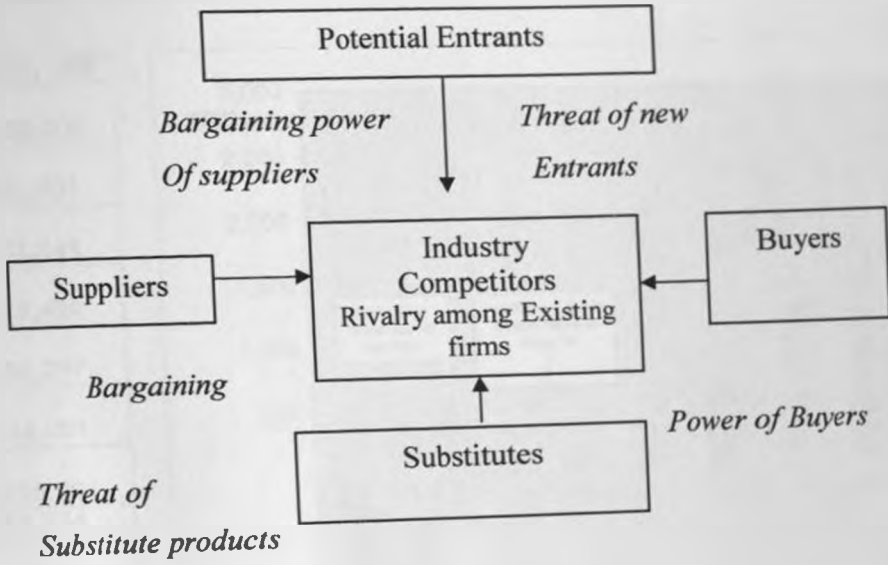 Potential Entrants
Bargaining power
Of suppliers
Threat of new
Entrants
Suppliers
Industry
Competitors
Rivalry among Existing
firms
Buyers
Bargaining
Power of Buyers
Substitutes
Threat of
Substitute products